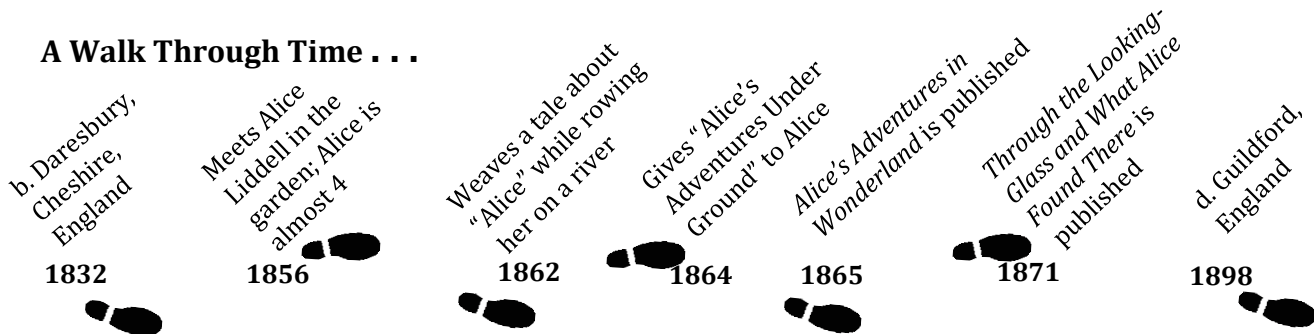 A Walk Through Time . . .
b. Daresbury,
Cheshire,
England
1832
Meets Alice
Liddell in the
garden; Alice is
almost 4
1856
Weaves a tale about
“Alice” while rowing
her on a river
1862
Gives “Alice’s
Adventures Under
Ground” to Alice
1864
Alice’s Adventures in
Wonderland is published
1865
Through the Looking-
Glass and What Alice
Found There is
published
1871
d. Guildford,
England
1898